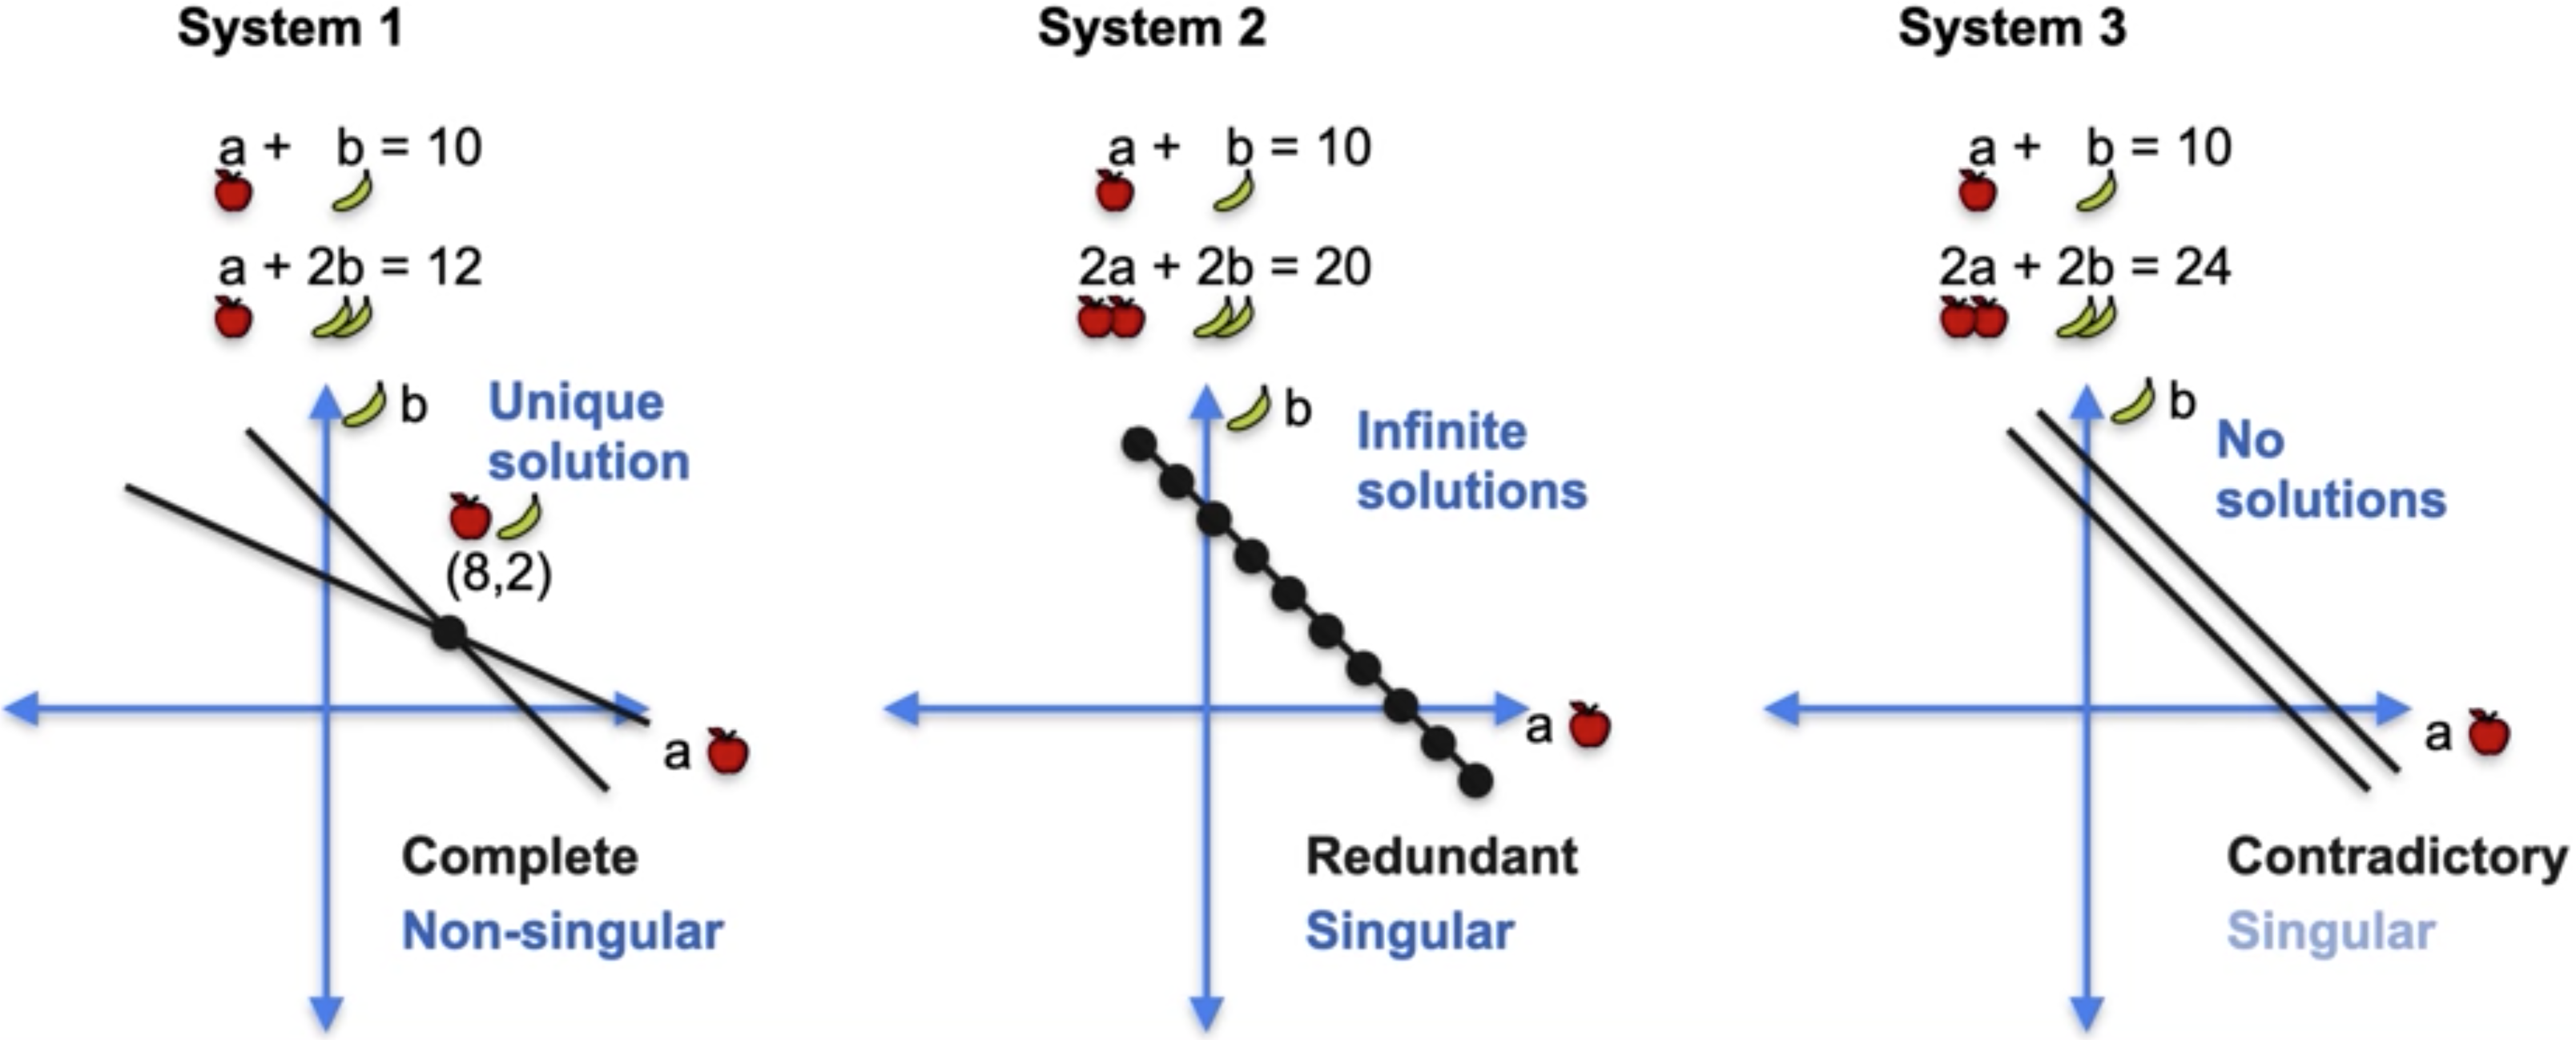 System 1
a + b = 10
a + 2b = 12
b
Unique
solution
(8,2)
a
Complete
Non-singular
System 2
a + b = 10
2a + 2b = 20
b
Infinite
solutions
a
Redundant
Singular
System 3
a + b = 10
2a + 2b = 24
b
No
solutions
a
Contradictory
Singular